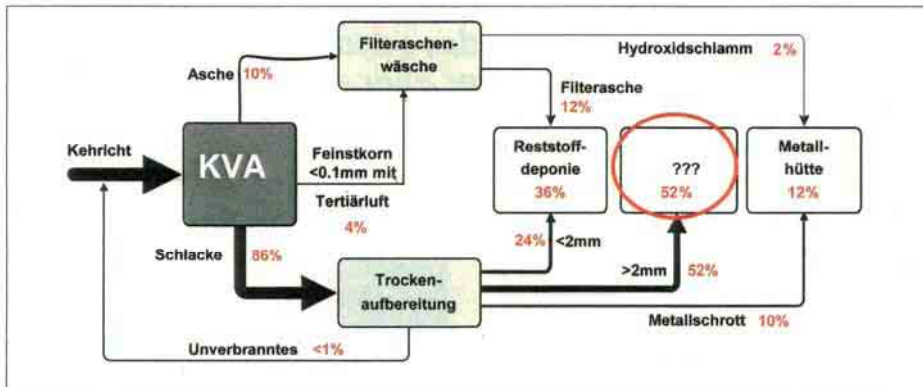 Filteraschen-
wäsche
Hydroxidschlamm 2%
Asche 10%
Filterasche
12%
Kehricht
KVA
Feinstkorn
<0.1mm mit
Tertiärluft
4%
Reststoff-
deponie
36%
???
52%
Metall-
hütte
12%
Schlacke 86%
24% <2mm
>2mm 52%
Trocken-
aufbereitung
Metallschrott 10%
Unverbranntes <1%